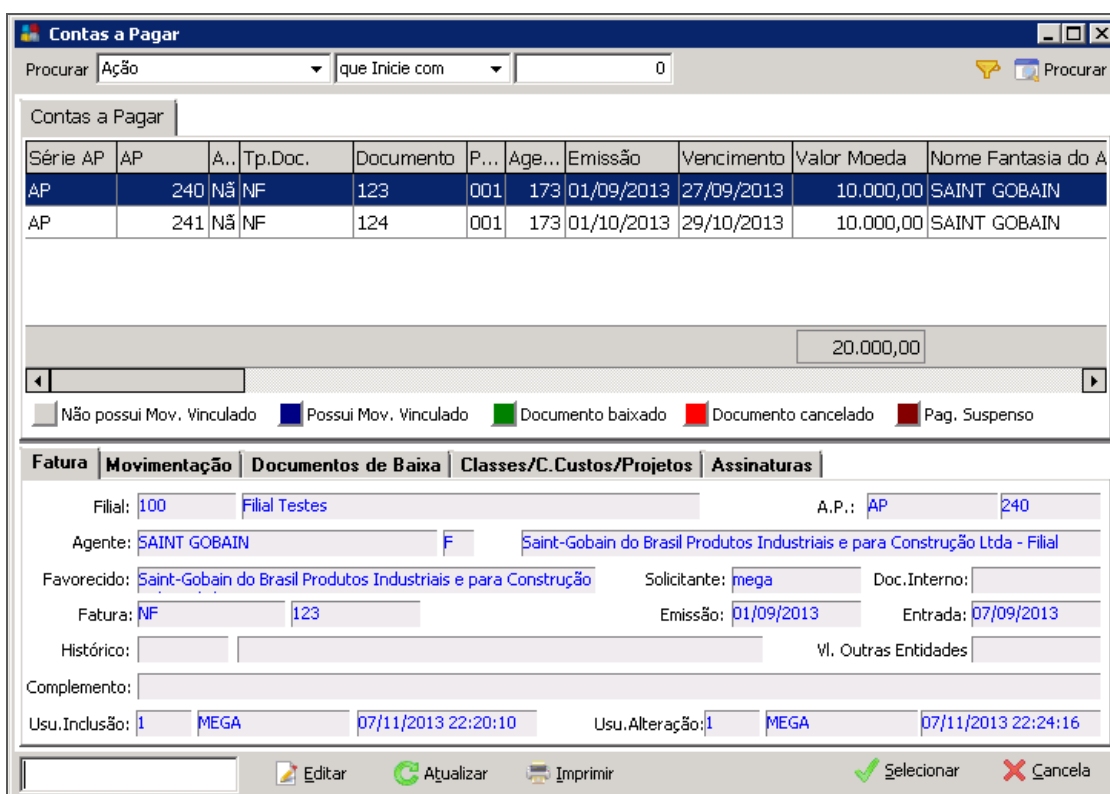 Contas a Pagar
Procurar Ação que Inicie com 0 Procurar
Contas a Pagar
Série AP AP A.. Tp.Doc. Documento P... Age... Emissão Vencimento Valor Moeda Nome Fantasia do A
AP 240 Nã NF 123 001 173 01/09/2013 27/09/2013 10.000,00 SAINT GOBAIN
AP 241 Nã NF 124 001 173 01/10/2013 29/10/2013 10.000,00 SAINT GOBAIN
20.000,00
Não possui Mov. Vinculado Possui Mov. Vinculado Documento baixado Documento cancelado Pag. Suspenso
Fatura Movimentação Documentos de Baixa Classes/C.Custos/Projetos Assinaturas
Filial: 100 Filial Testes A.P.: AP 240
Agente: SAINT GOBAIN F Saint-Gobain do Brasil Produtos Industriais e para Construção Ltda - Filial
Favorecido: Saint-Gobain do Brasil Produtos Industriais e para Construção Solicitante: mega Doc.Interno:
Fatura: NF 123 Emissão: 01/09/2013 Entrada: 07/09/2013
Histórico: Vl. Outras Entidades
Complemento:
Usu.Inclusão: 1 MEGA 07/11/2013 22:20:10 Usu.Alteração: 1 MEGA 07/11/2013 22:24:16
Editar Atualizar Imprimir Selecionar Cancela